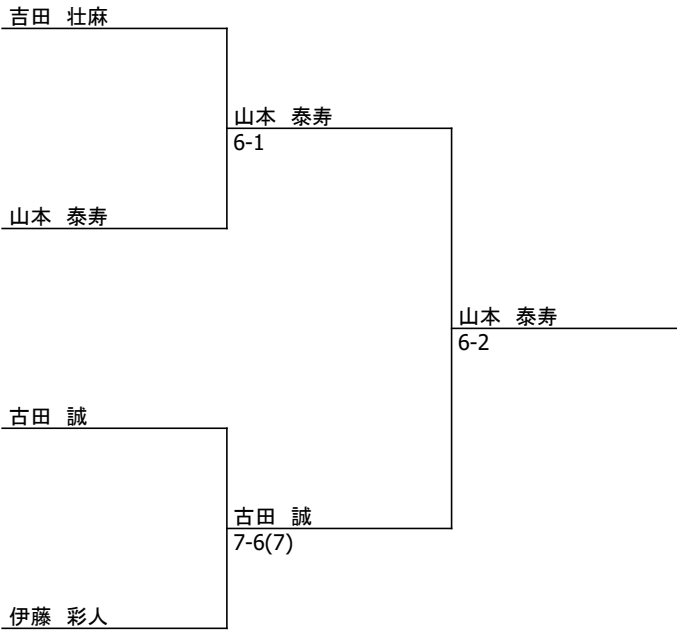 吉田　壮麻
山本　泰寿
6-1
山本　泰寿
山本　泰寿
6-2
古田　誠
古田　誠
7-6(7)
伊藤　彩人